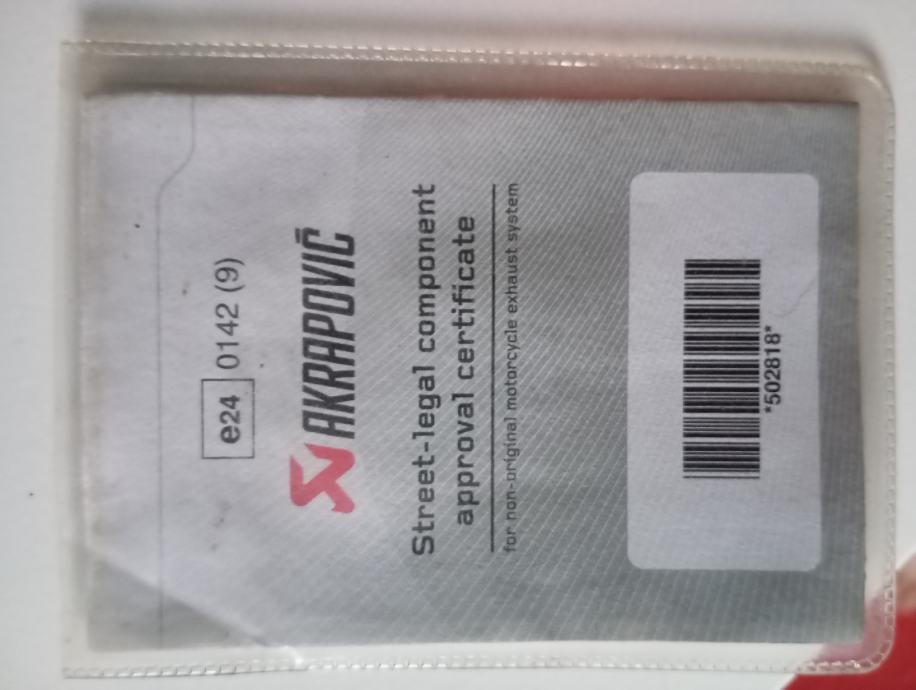 e24 0142 (9)
AKRAPOVIČ
Street-legal component
approval certificate
for non-original motorcycle exhaust system
*502818*